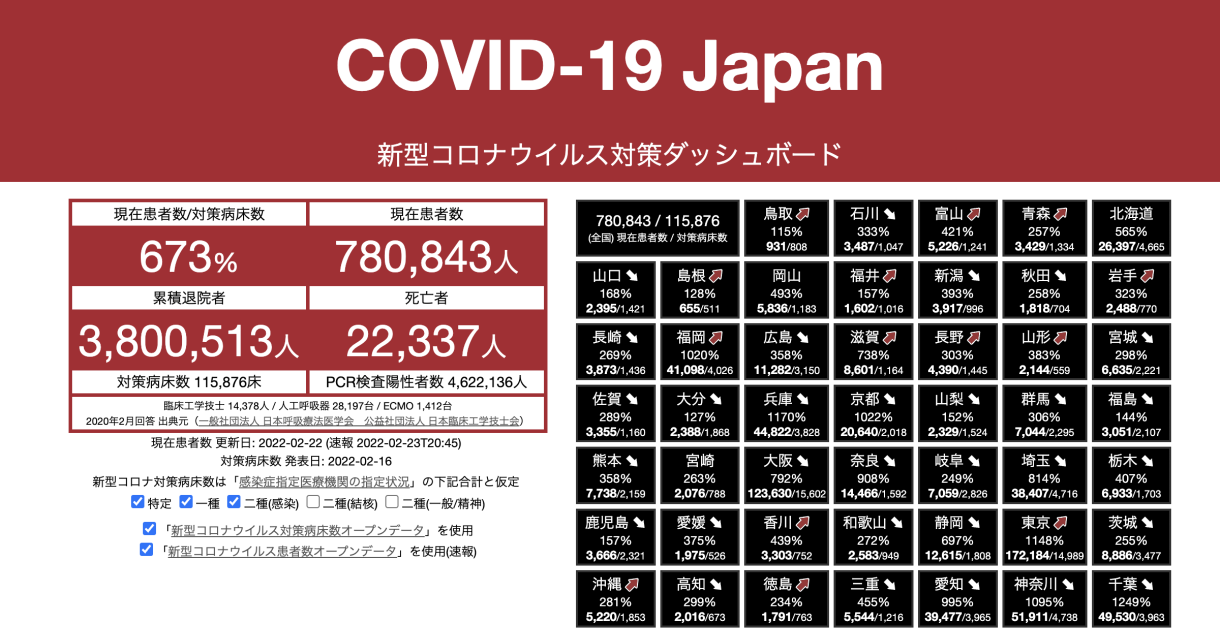 COVID-19 Japan
新型コロナウイルス対策ダッシュボード
現在患者数/対策病床数
現在患者数
673%
780,843人
累積退院者
死亡者
3,800,513人
22,337人
対策病床数 115,876床
PCR検査陽性者数 4,622,136人
臨床工学技士 14,378人 / 人工呼吸器 28,197台 / ECMO 1,412台
2020年2月回答 出典元（一般社団法人 日本呼吸療法医学会　公益社団法人 日本臨床工学技士会）
現在患者数 更新日: 2022-02-22 (速報 2022-02-23T20:45)
対策病床数 発表日: 2022-02-16
新型コロナ対策病床数は「感染症指定医療機関の指定状況」の下記合計と仮定
特定 一種 二種(感染) 二種(結核) 二種(一般/精神)
「新型コロナウイルス対策病床数オープンデータ」を使用
「新型コロナウイルス患者数オープンデータ」を使用(速報)
780,843 / 115,876
(全国) 現在患者数 / 対策病床数
鳥取
115%
931/808
石川
333%
3,487/1,047
富山
421%
5,226/1,241
青森
257%
3,429/1,334
北海道
565%
26,397/4,665
山口
168%
2,395/1,421
島根
128%
655/511
岡山
493%
5,836/1,183
福井
157%
1,602/1,016
新潟
393%
3,917/996
秋田
258%
1,818/704
岩手
323%
2,488/770
長崎
269%
3,873/1,436
福岡
1020%
41,098/4,026
広島
358%
11,282/3,150
滋賀
738%
8,601/1,164
長野
303%
4,390/1,445
山形
383%
2,144/559
宮城
298%
6,635/2,221
佐賀
289%
3,355/1,160
大分
127%
2,388/1,868
兵庫
1170%
44,822/3,828
京都
1022%
20,640/2,018
山梨
152%
2,329/1,524
群馬
306%
7,044/2,295
福島
144%
3,051/2,107
熊本
358%
7,738/2,159
宮崎
263%
2,076/788
大阪
792%
123,630/15,602
奈良
908%
14,466/1,592
岐阜
249%
7,059/2,826
埼玉
814%
38,407/4,716
栃木
407%
6,933/1,703
鹿児島
157%
3,666/2,321
愛媛
375%
1,975/526
香川
439%
3,303/752
和歌山
272%
2,583/949
静岡
697%
12,615/1,808
東京
1148%
172,184/14,989
茨城
255%
8,886/3,477
沖縄
281%
5,220/1,853
高知
299%
2,016/673
徳島
234%
1,791/763
三重
455%
5,544/1,216
愛知
995%
39,477/3,965
神奈川
1095%
51,911/4,738
千葉
1249%
49,530/3,963